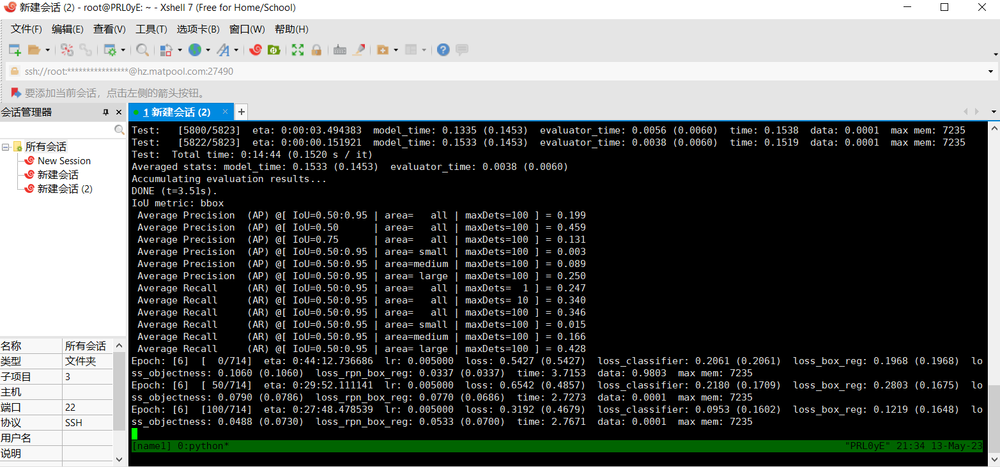 新建会话 (2) - root@PRL0yE: ~ - Xshell 7 (Free for Home/School)
文件(F) 编辑(E) 查看(V) 工具(T) 选项卡(B) 窗口(W) 帮助(H)
ssh://root:****************@hz.matpool.com:27490
要添加当前会话，点击左侧的箭头按钮。
会话管理器
1 新建会话 (2)
所有会话
New Session
新建会话
新建会话 (2)
名称 所有会话
类型 文件夹
子项目 3
主机
端口 22
协议 SSH
用户名
说明
Test:   [5800/5823]  eta: 0:00:03.494383  model_time: 0.1335 (0.1453)  evaluator_time: 0.0056 (0.0060)  time: 0.1538  data: 0.0001  max mem: 7235
Test:   [5822/5823]  eta: 0:00:00.151921  model_time: 0.1533 (0.1453)  evaluator_time: 0.0038 (0.0060)  time: 0.1519  data: 0.0001  max mem: 7235
Test:  Total time: 0:14:44 (0.1520 s / it)
Averaged stats: model_time: 0.1533 (0.1453)  evaluator_time: 0.0038 (0.0060)
Accumulating evaluation results...
DONE (t=3.51s).
IoU metric: bbox
Average Precision  (AP) @[ IoU=0.50:0.95 | area=   all | maxDets=100 ] = 0.199
Average Precision  (AP) @[ IoU=0.50      | area=   all | maxDets=100 ] = 0.459
Average Precision  (AP) @[ IoU=0.75      | area=   all | maxDets=100 ] = 0.131
Average Precision  (AP) @[ IoU=0.50:0.95 | area= small | maxDets=100 ] = 0.003
Average Precision  (AP) @[ IoU=0.50:0.95 | area=medium | maxDets=100 ] = 0.089
Average Precision  (AP) @[ IoU=0.50:0.95 | area= large | maxDets=100 ] = 0.250
Average Recall     (AR) @[ IoU=0.50:0.95 | area=   all | maxDets=  1 ] = 0.247
Average Recall     (AR) @[ IoU=0.50:0.95 | area=   all | maxDets= 10 ] = 0.340
Average Recall     (AR) @[ IoU=0.50:0.95 | area=   all | maxDets=100 ] = 0.346
Average Recall     (AR) @[ IoU=0.50:0.95 | area= small | maxDets=100 ] = 0.015
Average Recall     (AR) @[ IoU=0.50:0.95 | area=medium | maxDets=100 ] = 0.166
Average Recall     (AR) @[ IoU=0.50:0.95 | area= large | maxDets=100 ] = 0.428
Epoch: [6]  [  0/714]  eta: 0:44:12.736686  lr: 0.005000  loss: 0.5427 (0.5427)  loss_classifier: 0.2061 (0.2061)  loss_box_reg: 0.1968 (0.1968)  lo
ss_objectness: 0.1060 (0.1060)  loss_rpn_box_reg: 0.0337 (0.0337)  time: 3.7153  data: 0.9803  max mem: 7235
Epoch: [6]  [ 50/714]  eta: 0:29:52.111141  lr: 0.005000  loss: 0.6542 (0.4857)  loss_classifier: 0.2180 (0.1709)  loss_box_reg: 0.2803 (0.1675)  lo
ss_objectness: 0.0790 (0.0786)  loss_rpn_box_reg: 0.0770 (0.0686)  time: 2.7273  data: 0.0001  max mem: 7235
Epoch: [6]  [100/714]  eta: 0:27:48.478539  lr: 0.005000  loss: 0.3192 (0.4679)  loss_classifier: 0.0953 (0.1602)  loss_box_reg: 0.1219 (0.1648)  lo
ss_objectness: 0.0488 (0.0730)  loss_rpn_box_reg: 0.0533 (0.0700)  time: 2.7671  data: 0.0001  max mem: 7235
[name1] 0:python* "PRL0yE" 21:34 13-May-23